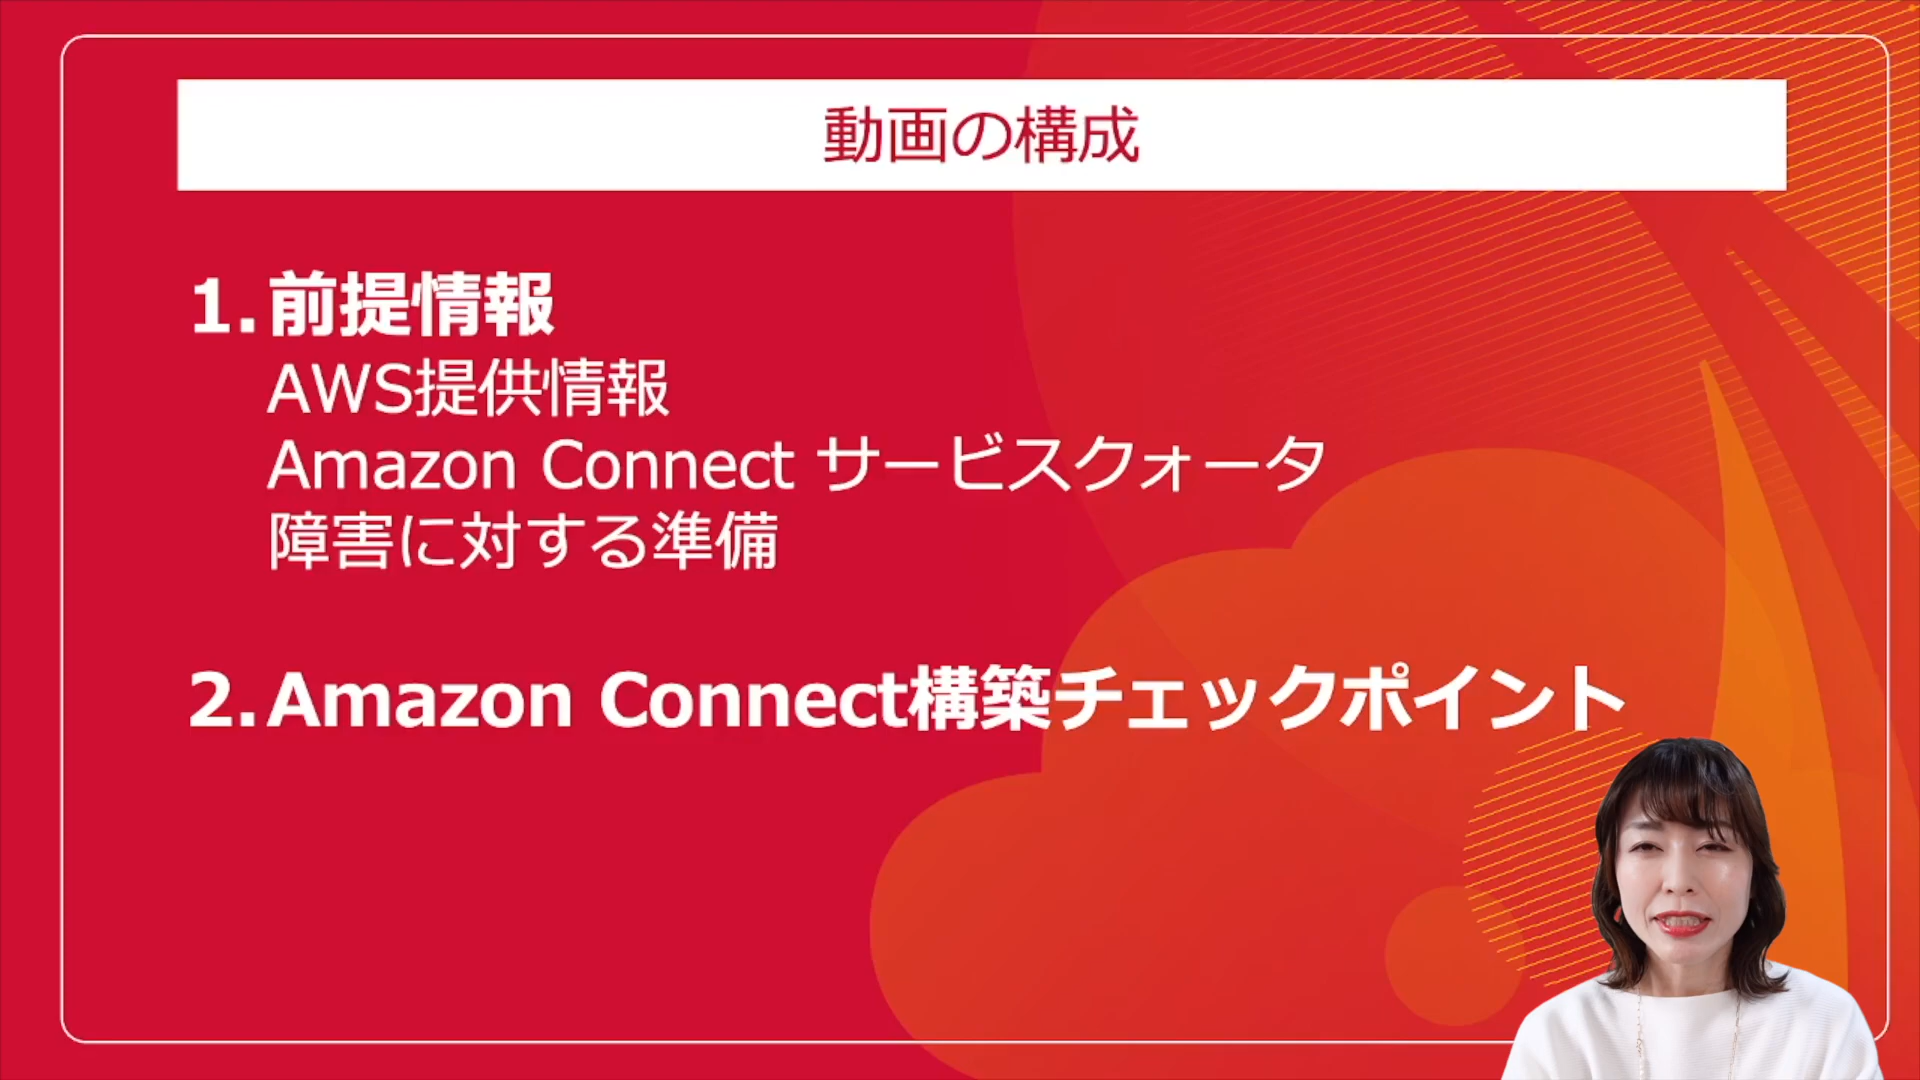 動画の構成
1.前提情報
AWS提供情報
Amazon Connect サービスクォータ
障害に対する準備
2.Amazon Connect構築チェックポイント